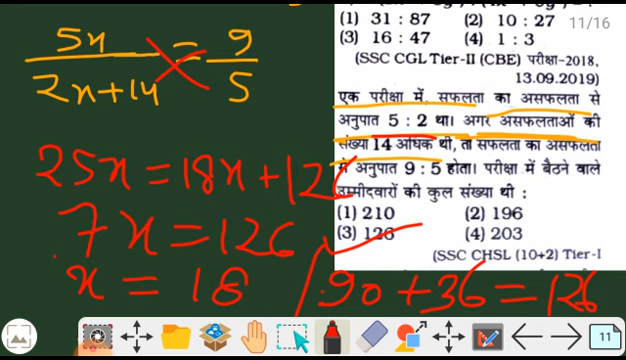 (1) 31 : 87 (2) 10 : 27
11/16
(3) 16 : 47 (4) 1 : 3
(SSC CGL Tier-II (CBE) परीक्षा-2018,
13.09.2019)
एक परीक्षा में, सफलता का असफलता से
अनुपात 5 : 2 था। अगर असफलताओं की
संख्या 14 अधिक थी, तो सफलता का असफलता
से अनुपात 9 : 5 होता। परीक्षा में बैठने वाले
उम्मीदवारों की कुल संख्या थी :
(1) 210 (2) 196
(3) 126 (4) 203
(SSC CHSL (10+2) Tier-I
5x = 9
2x+14 5
25x = 18x + 126
7x = 126
x = 18 / 90 + 36 = 126
11